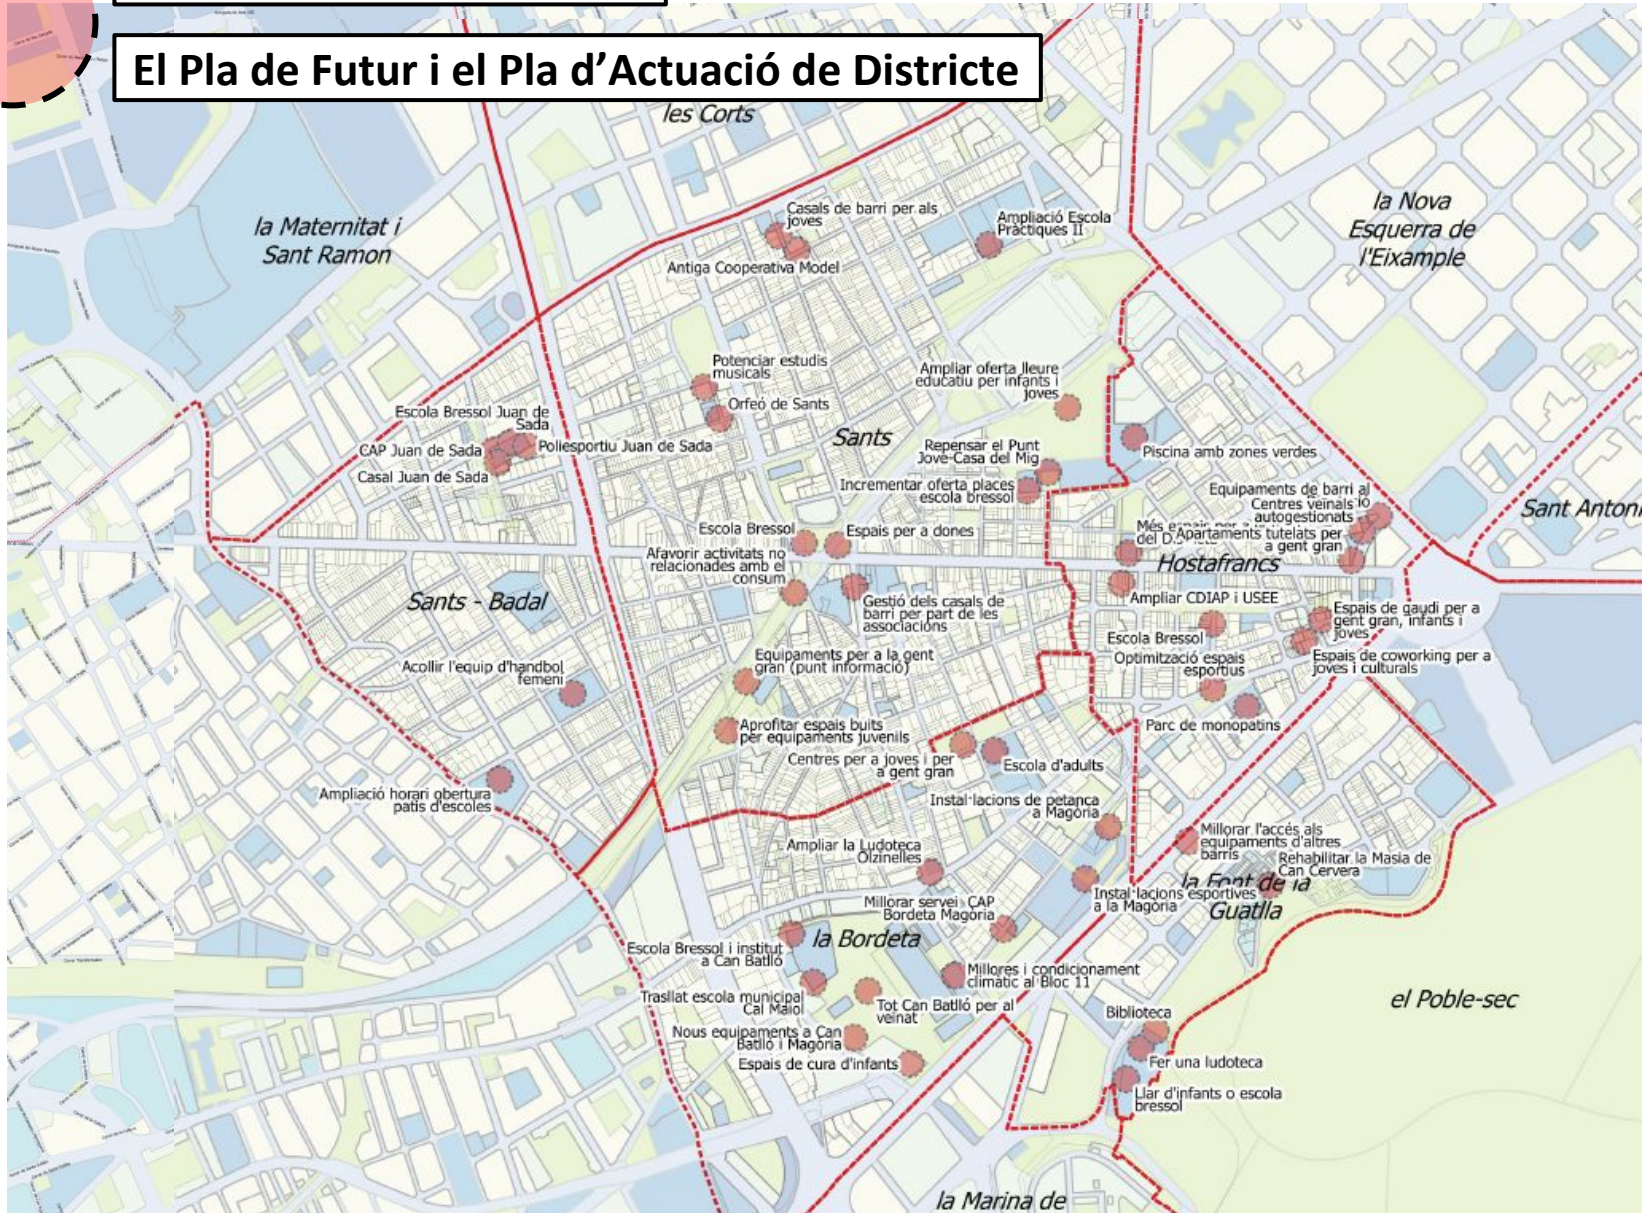 El Pla de Futur i el Pla d’Actuació de Districte
les Corts
la Maternitat i
Sant Ramon
la Nova
Esquerra de
l'Eixample
Casals de barri per als
joves
Antiga Cooperativa Model
Ampliació Escola
Pràctiques II
Potenciar estudis
musicals
Orfeó de Sants
Ampliar oferta lleure
educatiu per infants i
joves
Escola Bressol Juan de
Sada
CAP Juan de Sada
Poliesportiu Juan de Sada
Casal Juan de Sada
Sants
Repensar el Punt
Jove-Casa del Mig
Incrementar oferta places
escola bressol
Piscina amb zones verdes
Equipaments de barri al
Centres veïnals
autogestionats
Sant Antoni
Més espais per a
del
Apartaments tutelats per
a gent gran
Hostafrancs
Escola Bressol
Espais per a dones
Afavorir activitats no
relacionades amb el
consum
Gestió dels casals de
barri per part de les
associacions
Ampliar CDIAP i USEE
Sants - Badal
Espais de gaudi per a
gent gran, infants i
joves
Escola Bressol
Espais de coworking per a
joves i culturals
Optimització espais
esportius
Parc de monopatins
Equipaments per a la gent
gran (punt informació)
Acollir l'equip d'handbol
femení
Aprofitar espais buits
per equipaments juvenils
Centres per a joves i per
a gent gran
Escola d'adults
Ampliació horari obertura
patis d'escoles
Instal·lacions de petanca
a Magòria
Ampliar la Ludoteca
Olzinelles
Millorar l'accés als
equipaments d'altres
barris
Rehabilitar la Masia de
Can Cervera
la Font de la
Guatlla
Instal·lacions esportives
a la Magòria
Millorar servei CAP
Bordeta Magòria
la Bordeta
Escola Bressol i institut
a Can Batlló
Millores i condicionament
climàtic al Bloc 11
Trasllat escola municipal
Cal Maiol
Tot Can Batlló per al
veïnat
Nous equipaments a Can
Batlló i Magòria
Espais de cura d'infants
el Poble-sec
Biblioteca
Fer una ludoteca
Llar d'infants o escola
bressol
la Marina de